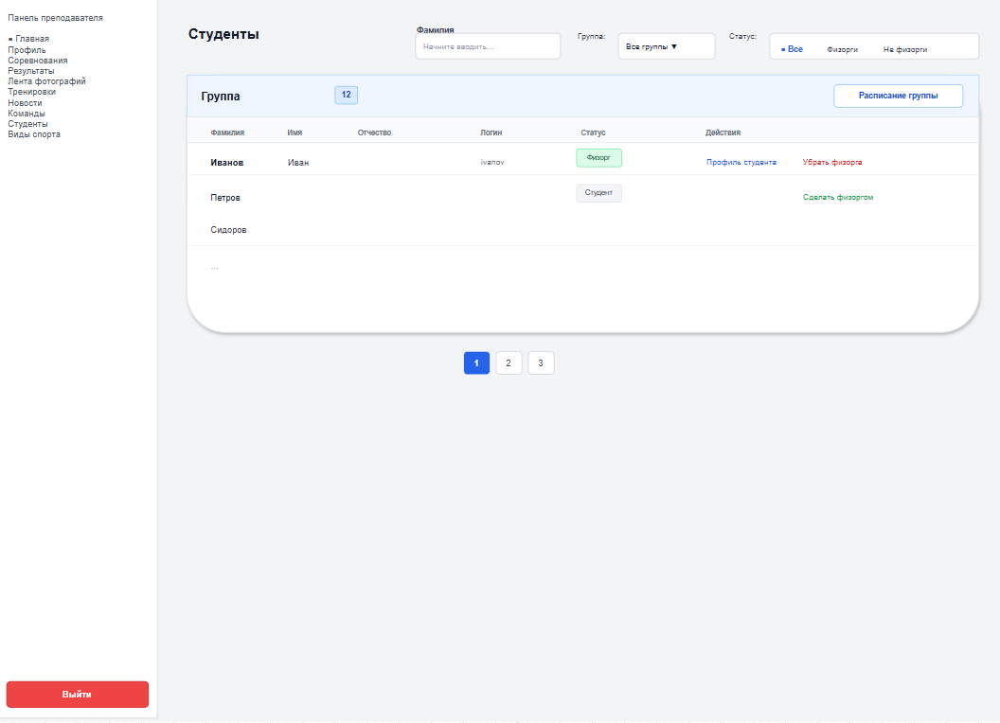 Панель преподавателя
Главная
Профиль
Соревнования
Результаты
Лента фотографий
Тренировки
Новости
Команды
Студенты
Виды спорта
Выйти
Студенты
Фамилия
Начните вводить...
Группа:
Все группы ▼
Статус:
Все Физорги Не физорги
Группа 12 Расписание группы
Фамилия Имя Отчество Логин Статус Действия
Иванов Иван ivanov Физорг Профиль студента Убрать физорга
Петров Студент Сделать физоргом
Сидоров
...
1 2 3